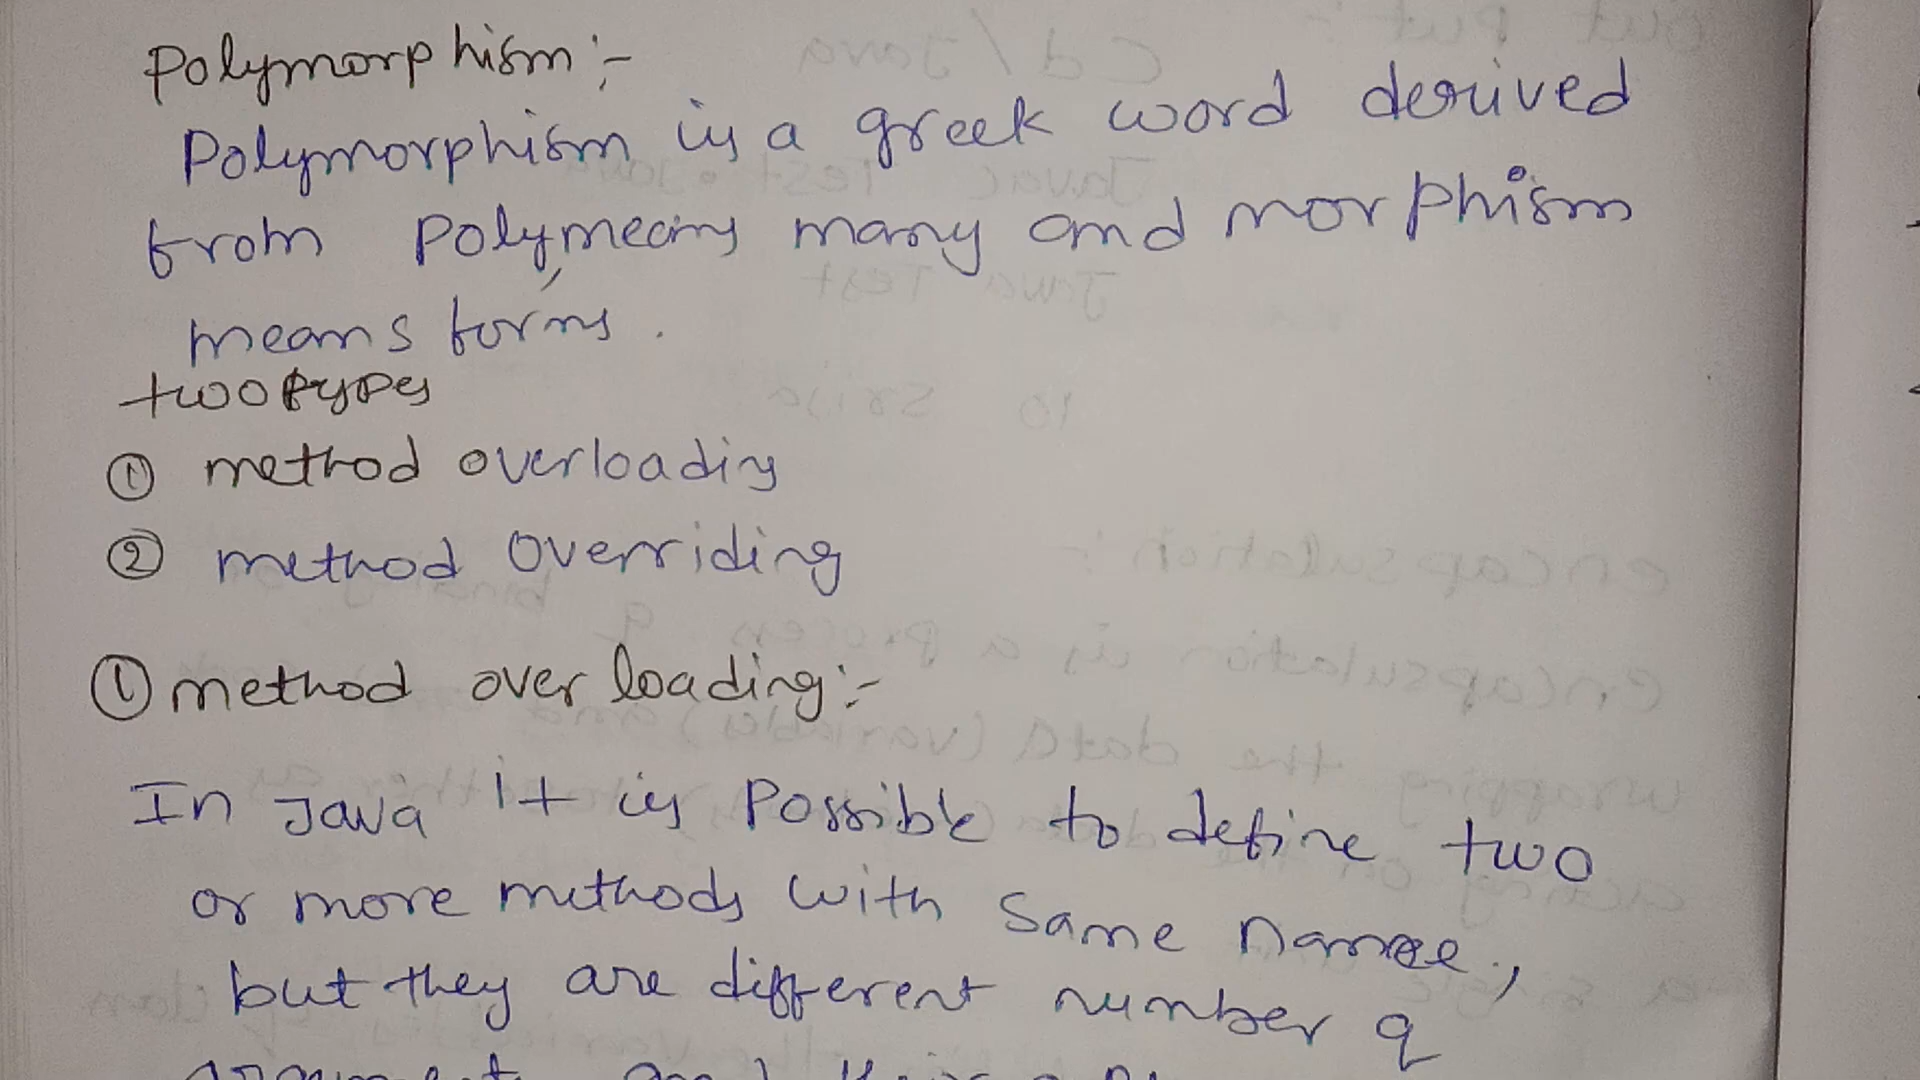 Polymorphism :-
Polymorphism is a greek word derived
from poly means many and morphism
means forms.
two types
① method overloading
② method Overriding
① method over loading :-
In Java It is Possible to define two
or more methods with Same name,
but they are different number of